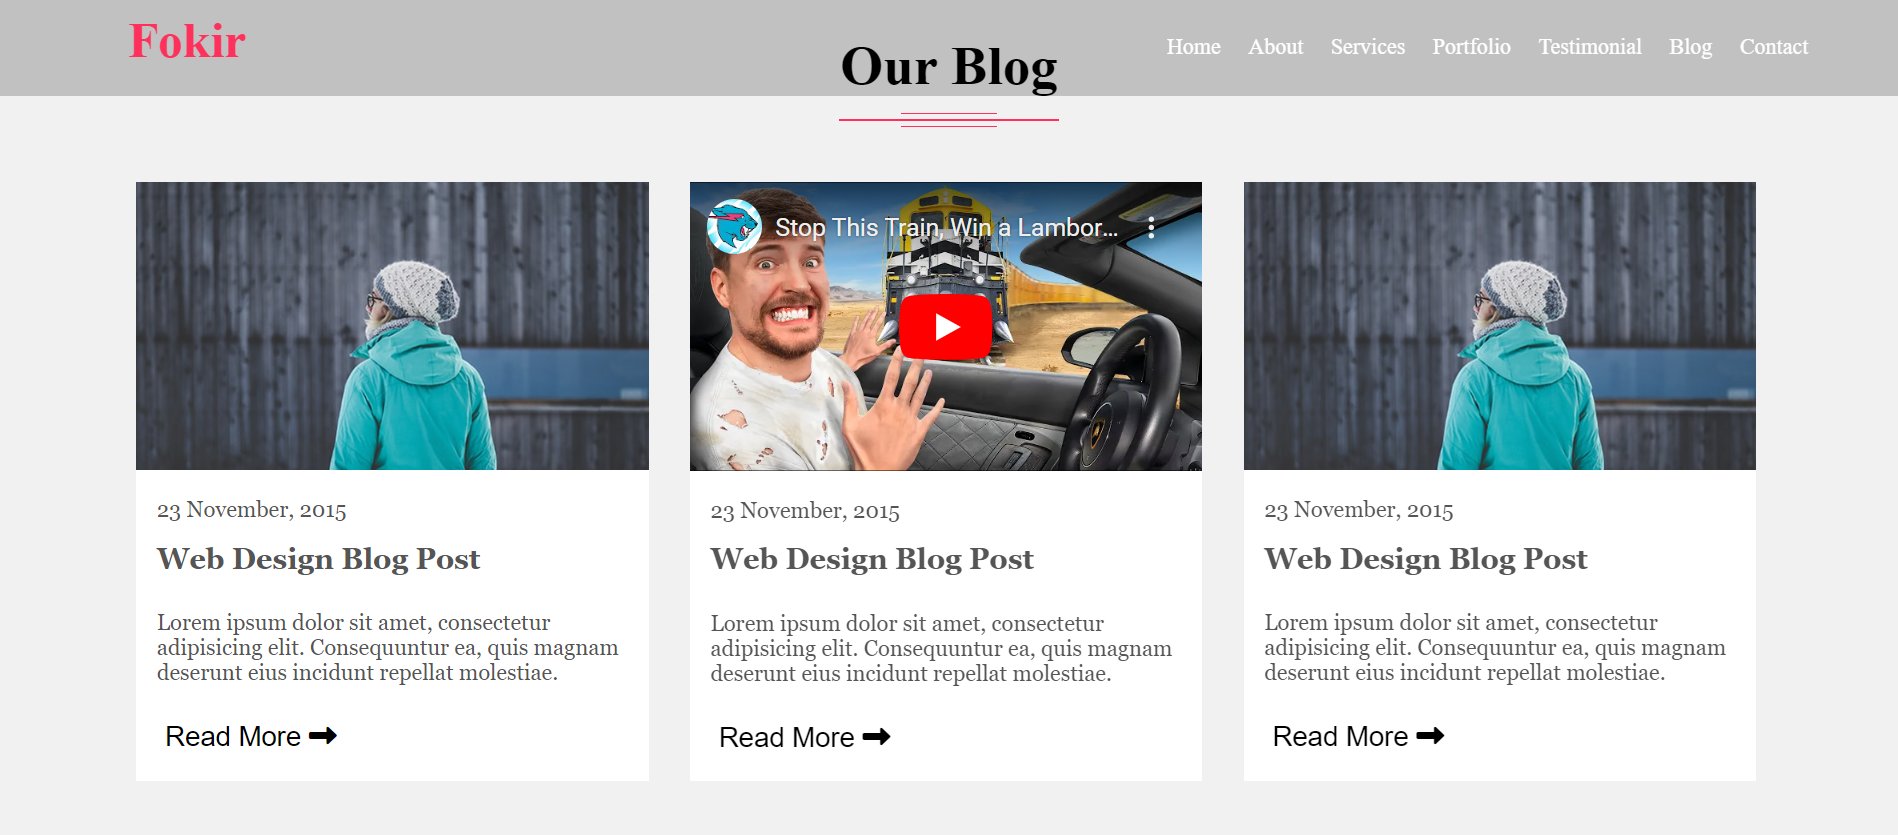 Fokir
Our Blog
Home About Services Portfolio Testimonial Blog Contact
Stop This Train, Win a Lambor...
23 November, 2015
Web Design Blog Post
Lorem ipsum dolor sit amet, consectetur
adipisicing elit. Consequuntur ea, quis magnam
deserunt eius incidunt repellat molestiae.
Read More
23 November, 2015
Web Design Blog Post
Lorem ipsum dolor sit amet, consectetur
adipisicing elit. Consequuntur ea, quis magnam
deserunt eius incidunt repellat molestiae.
Read More
23 November, 2015
Web Design Blog Post
Lorem ipsum dolor sit amet, consectetur
adipisicing elit. Consequuntur ea, quis magnam
deserunt eius incidunt repellat molestiae.
Read More